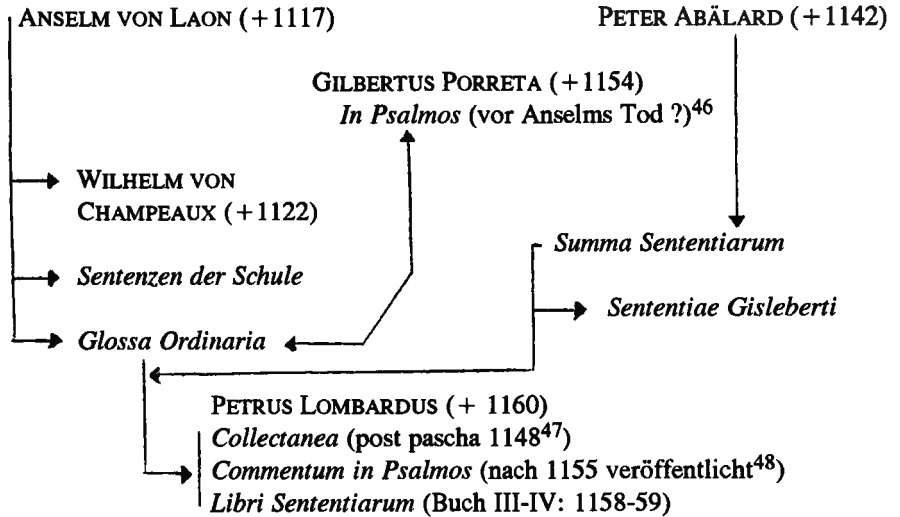 ANSELM VON LAON (+1117)
PETER ABÄLARD (+1142)
GILBERTUS PORRETA (+1154)
In Psalmos (vor Anselms Tod ?)46
WILHELM VON
CHAMPEAUX (+1122)
Summa Sententiarum
Sentenzen der Schule
Sententiae Gisleberti
Glossa Ordinaria
PETRUS LOMBARDUS (+ 1160)
Collectanea (post pascha 114847)
Commentum in Psalmos (nach 1155 veröffentlicht48)
Libri Sententiarum (Buch III-IV: 1158-59)